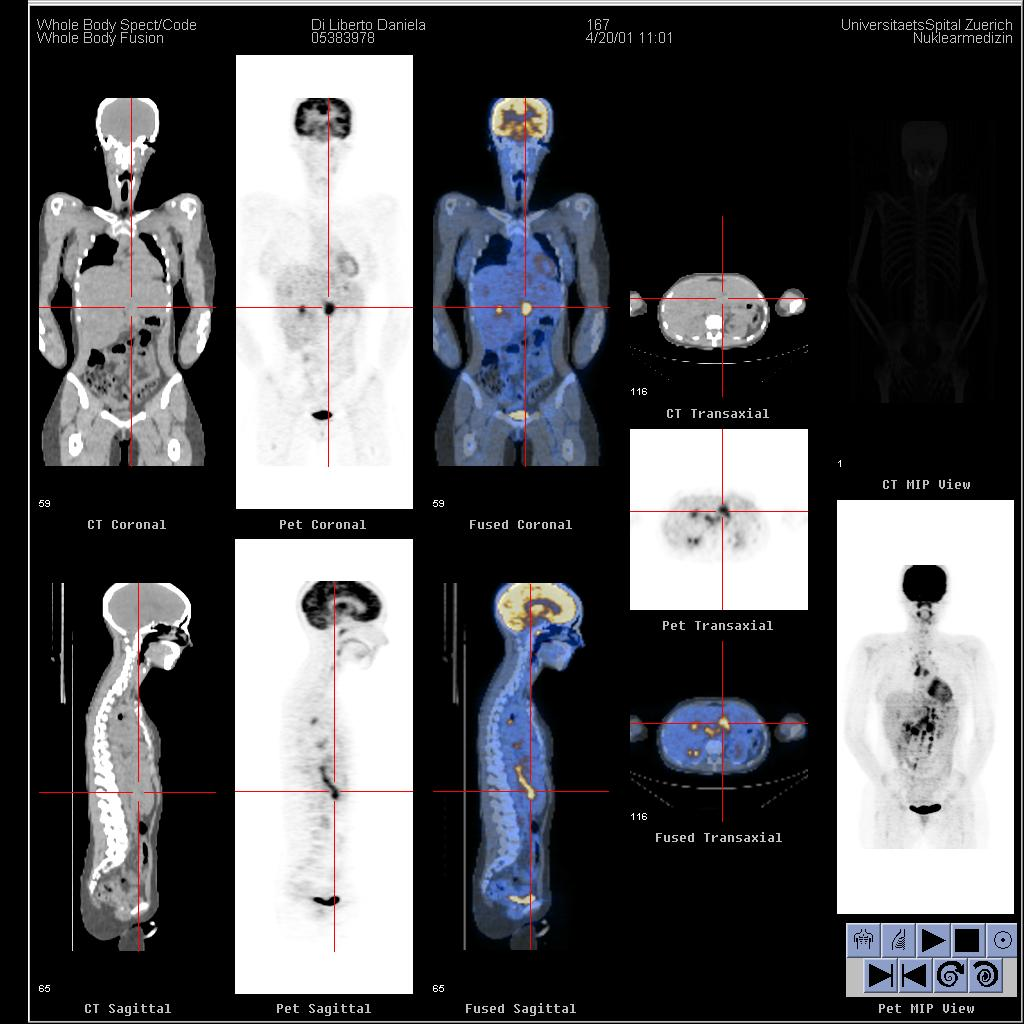 Whole Body Spect/Code
Whole Body Fusion
Di Liberto Daniela
05383978
167
4/20/01 11:01
UniversitaetsSpital Zuerich
Nuklearmedizin
59
CT Coronal
Pet Coronal
59
Fused Coronal
116
CT Transaxial
1
CT MIP View
Pet Transaxial
116
Fused Transaxial
65
CT Sagittal
Pet Sagittal
65
Fused Sagittal
Pet MIP View